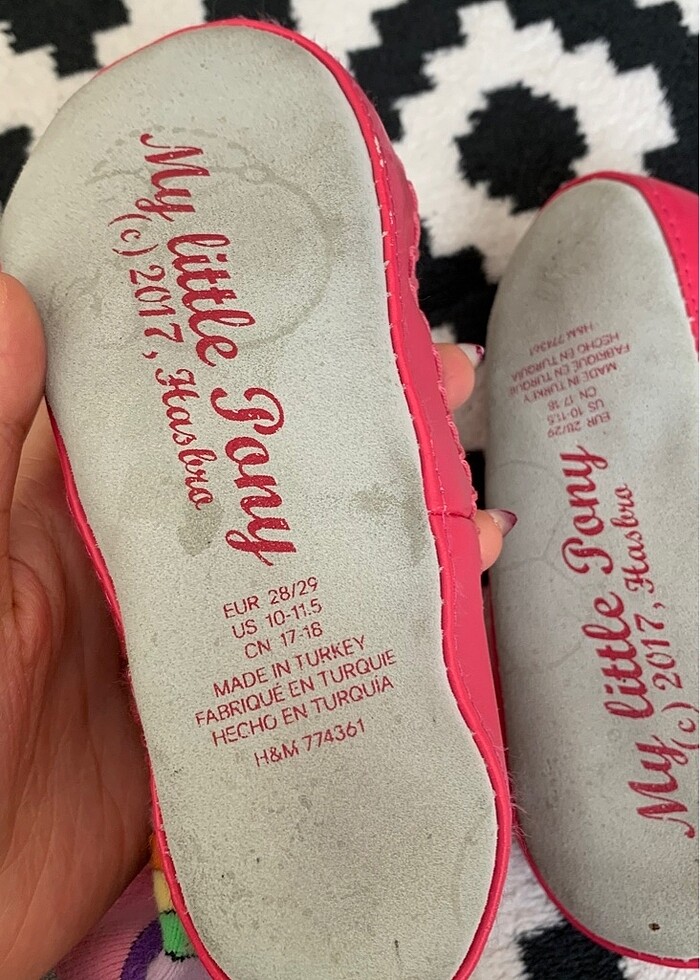 My little Pony
(c) 2017, Hasbro
EUR 28/29
US 10-11.5
CN 17-18
MADE IN TURKEY
FABRIQUÉ EN TURQUIE
HECHO EN TURQUÍA
H&M 774361
My little Pony
(c) 2017, Hasbro
EUR 28/29
US 10-11.5
CN 17-18
MADE IN TURKEY
FABRIQUÉ EN TURQUIE
HECHO EN TURQUÍA
H&M 774361